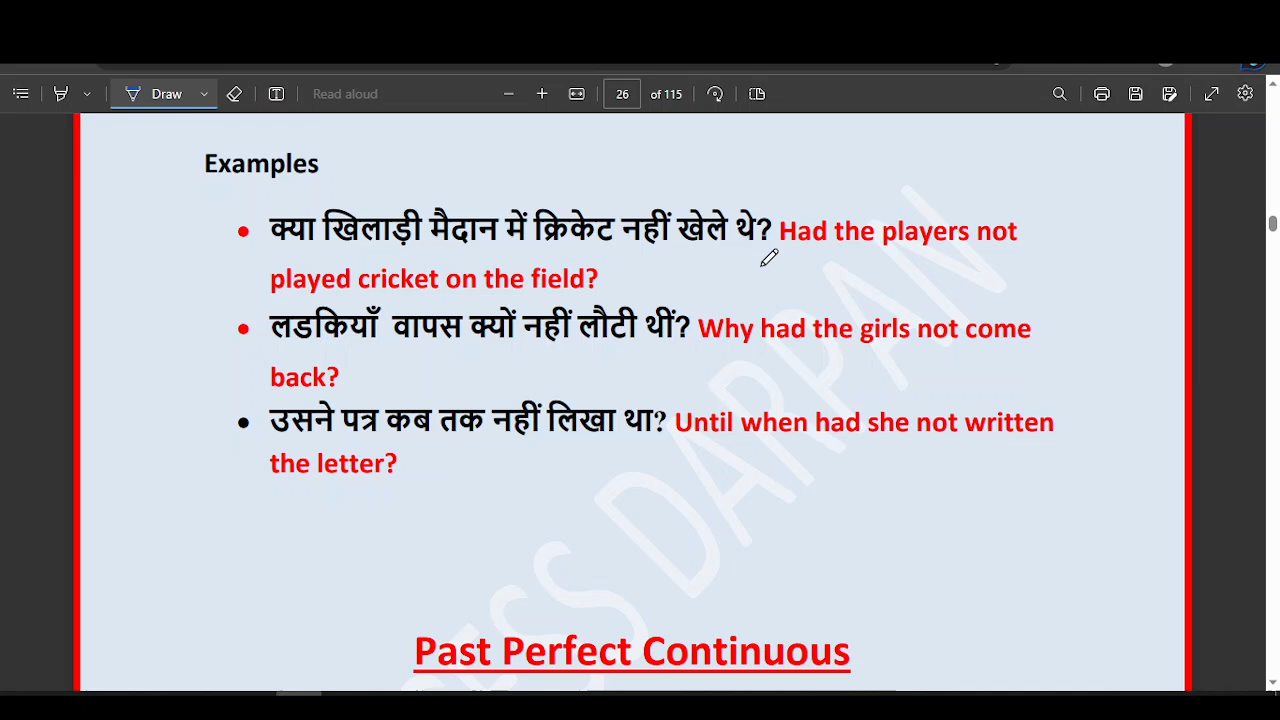 Draw Read aloud 26 of 115
Examples
• क्या खिलाड़ी मैदान में क्रिकेट नहीं खेले थे? Had the players not
played cricket on the field?
• लडकियाँ वापस क्यों नहीं लौटी थीं? Why had the girls not come
back?
• उसने पत्र कब तक नहीं लिखा था? Until when had she not written
the letter?
ESS DARPAN
Past Perfect Continuous